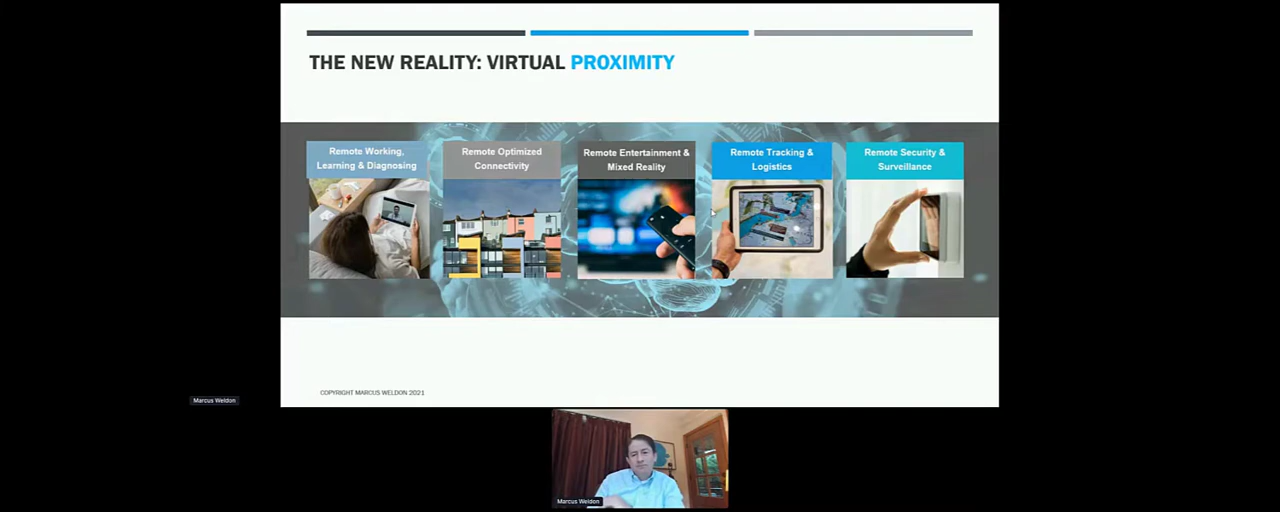 THE NEW REALITY: VIRTUAL PROXIMITY
Remote Working,
Learning & Diagnosing
Remote Optimized
Connectivity
Remote Entertainment &
Mixed Reality
Remote Tracking &
Logistics
Remote Security &
Surveillance
COPYRIGHT MARCUS WELDON 2021
Marcus Weldon
Marcus Weldon